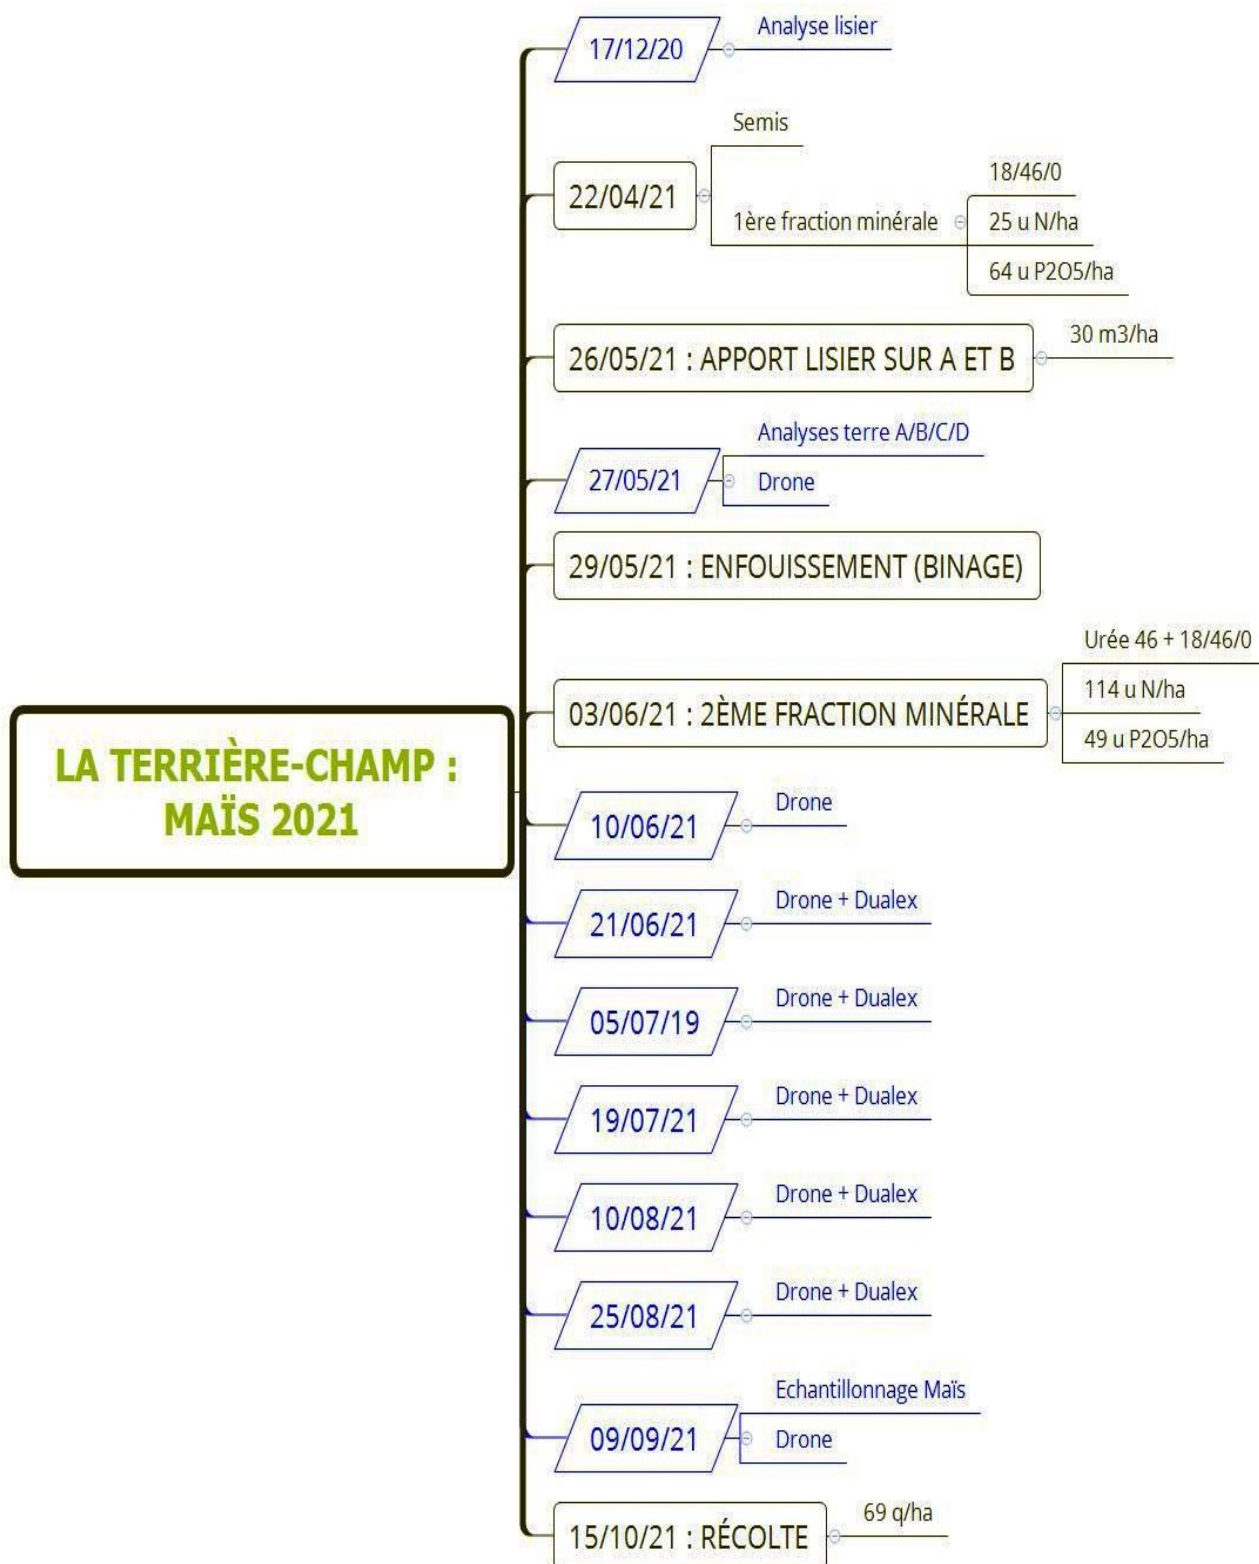 Analyse lisier
17/12/20
Semis
22/04/21
18/46/0
1ère fraction minérale
25 u N/ha
64 u P2O5/ha
26/05/21 : APPORT LISIER SUR A ET B
30 m3/ha
Analyses terre A/B/C/D
27/05/21
Drone
29/05/21 : ENFOUISSEMENT (BINAGE)
Urée 46 + 18/46/0
03/06/21 : 2ÈME FRACTION MINÉRALE
114 u N/ha
49 u P2O5/ha
LA TERRIÈRE-CHAMP :
MAÏS 2021
Drone
10/06/21
Drone + Dualex
21/06/21
Drone + Dualex
05/07/19
Drone + Dualex
19/07/21
Drone + Dualex
10/08/21
Drone + Dualex
25/08/21
Echantillonnage Maïs
09/09/21
Drone
15/10/21 : RÉCOLTE
69 q/ha